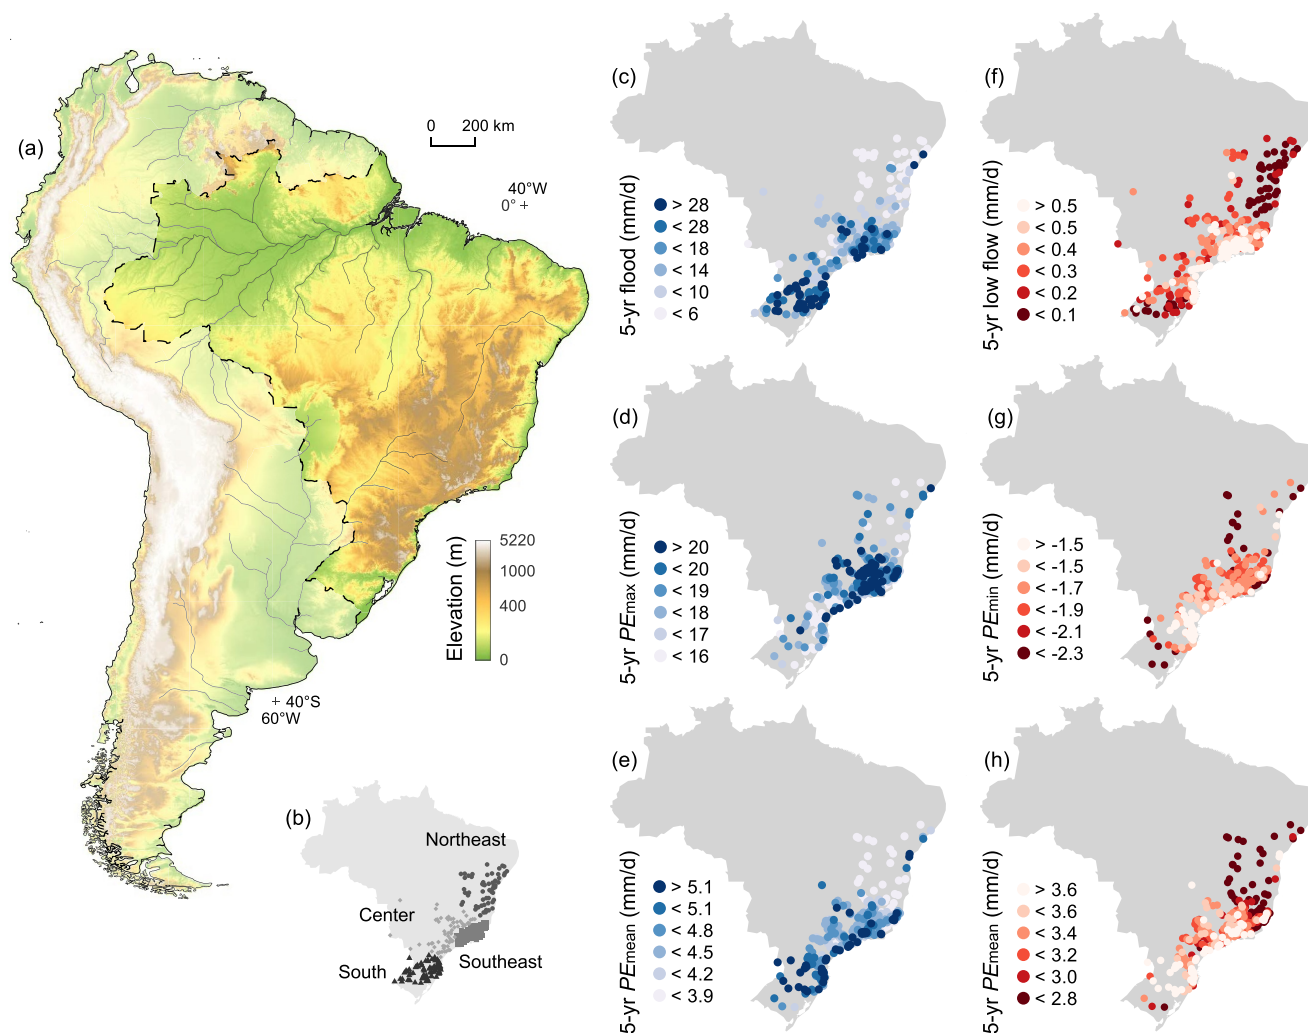 (a)
0 200 km
40°W
0° +
Elevation (m)
5220
1000
400
0
+ 40°S
60°W
(b)
Northeast
Center
South
Southeast
(c)
5-yr flood (mm/d)
> 28
< 28
< 18
< 14
< 10
< 6
(d)
5-yr PEmax (mm/d)
> 20
< 20
< 19
< 18
< 17
< 16
(e)
5-yr PEmean (mm/d)
> 5.1
< 5.1
< 4.8
< 4.5
< 4.2
< 3.9
(f)
5-yr low flow (mm/d)
> 0.5
< 0.5
< 0.4
< 0.3
< 0.2
< 0.1
(g)
5-yr PEmin (mm/d)
> -1.5
< -1.5
< -1.7
< -1.9
< -2.1
< -2.3
(h)
5-yr PEmean (mm/d)
> 3.6
< 3.6
< 3.4
< 3.2
< 3.0
< 2.8